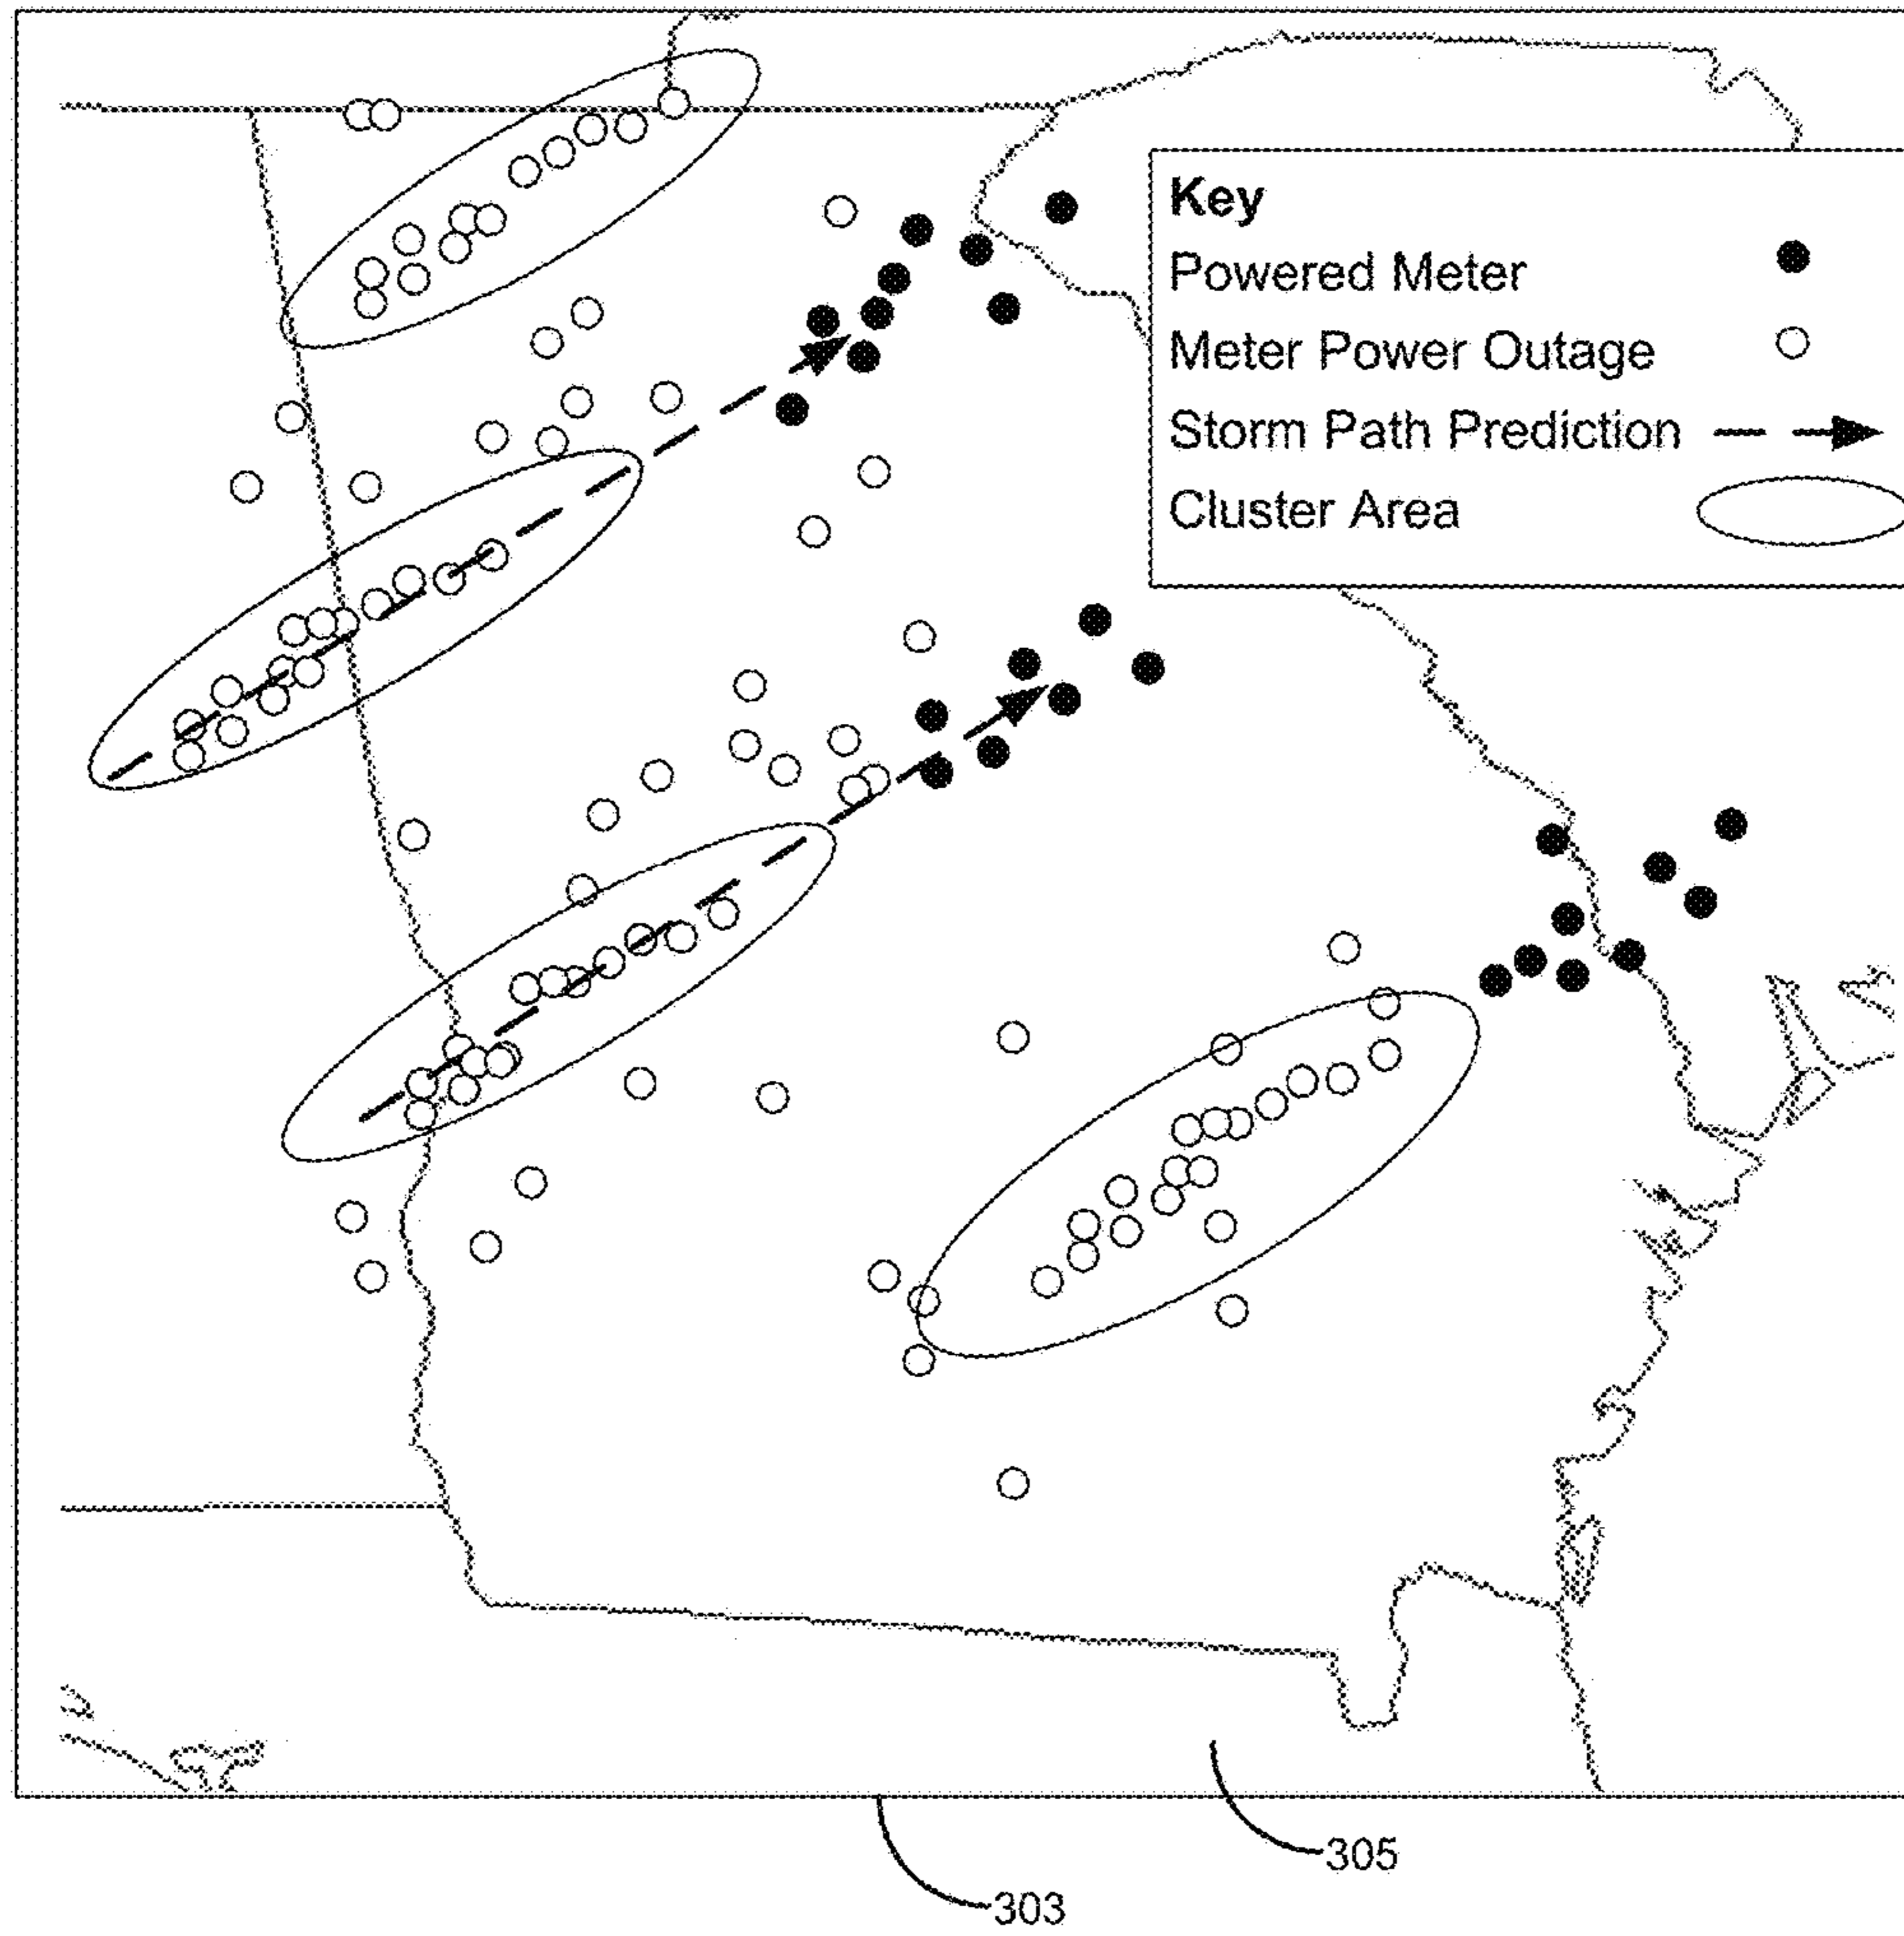 Key
Powered Meter
Meter Power Outage
Storm Path Prediction
Cluster Area
305
303